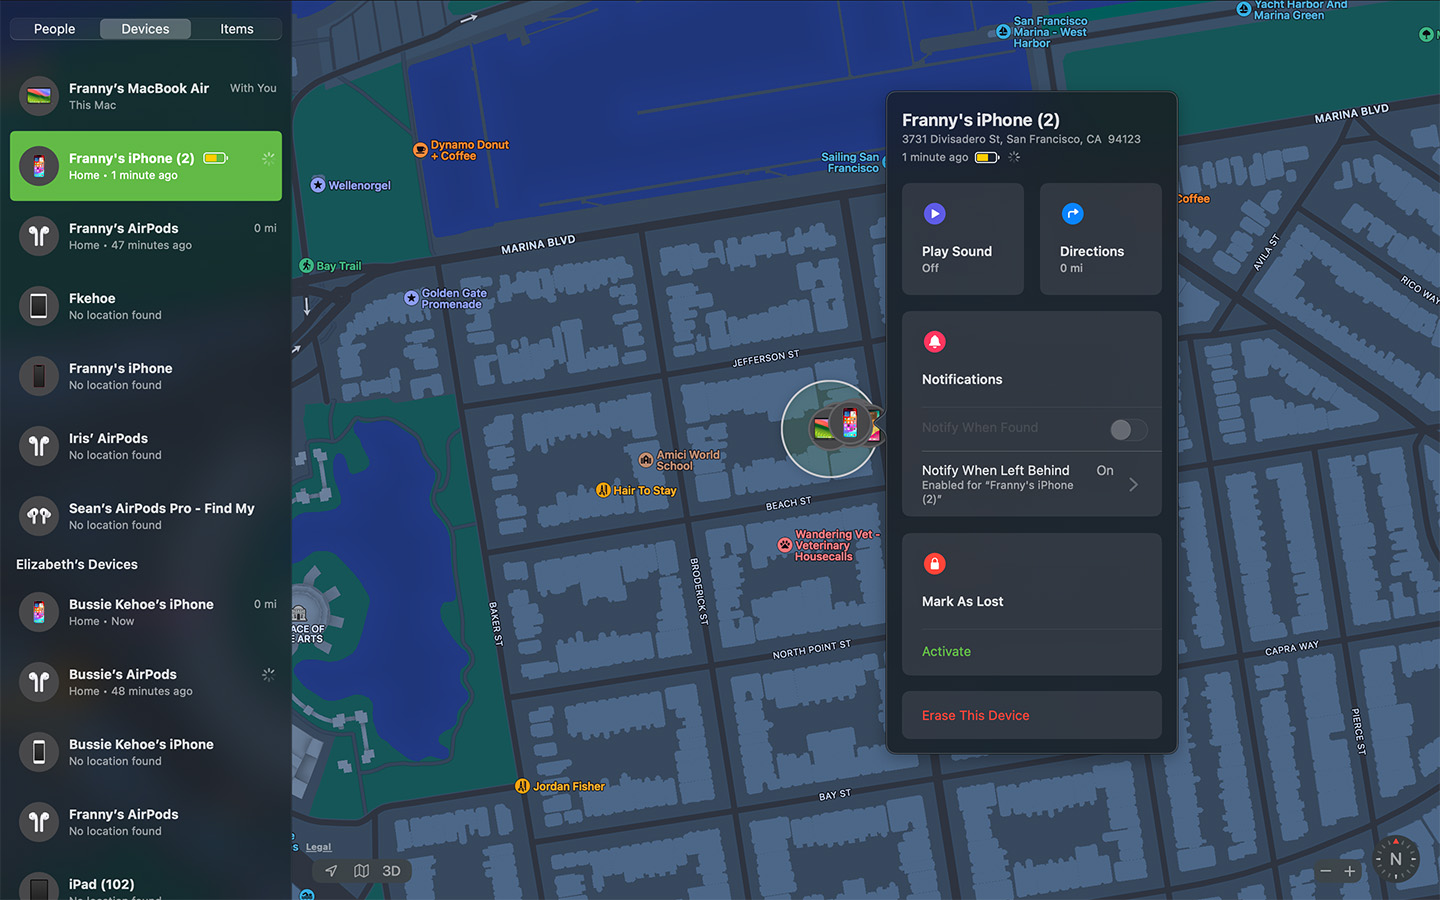 People
Devices
Items
Franny's MacBook Air
With You
This Mac
Franny's iPhone (2)
Home • 1 minute ago
Franny's AirPods
0 mi
Home • 47 minutes ago
Fkehoe
No location found
Franny's iPhone
No location found
Iris' AirPods
No location found
Sean's AirPods Pro - Find My
No location found
Elizabeth's Devices
Bussie Kehoe's iPhone
0 mi
Home • Now
Bussie's AirPods
Home • 48 minutes ago
Bussie Kehoe's iPhone
No location found
Franny's AirPods
No location found
iPad (102)
No location found
San Francisco
Marina - West
Harbor
Yacht Harbor And
Marina Green
MARINA BLVD
Dynamo Donut
+ Coffee
Sailing San
Francisco
Wellenorgel
MARINA BLVD
Bay Trail
Golden Gate
Promenade
JEFFERSON ST
Amici World
School
Hair To Stay
BEACH ST
Wandering Vet -
Veterinary
Housecalls
BRODERICK ST
BAKER ST
ACE OF
E ARTS
NORTH POINT ST
Jordan Fisher
BAY ST
Coffee
AVILA ST
RICO WAY
CAPRA WAY
PIERCE ST
Franny's iPhone (2)
3731 Divisadero St, San Francisco, CA 94123
1 minute ago
Play Sound
Off
Directions
0 mi
Notifications
Notify When Found
Notify When Left Behind
On
Enabled for “Franny's iPhone
(2)”
Mark As Lost
Activate
Erase This Device
Legal
3D
N